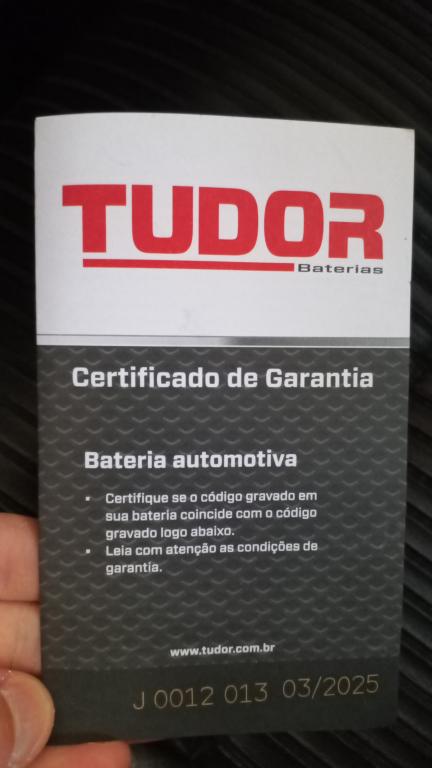 TUDOR
Baterias
Certificado de Garantia
Bateria automotiva
▪ Certifique se o código gravado em
sua bateria coincide com o código
gravado logo abaixo.
▪ Leia com atenção as condições de
garantia.
www.tudor.com.br
J 0012 013 03/2025